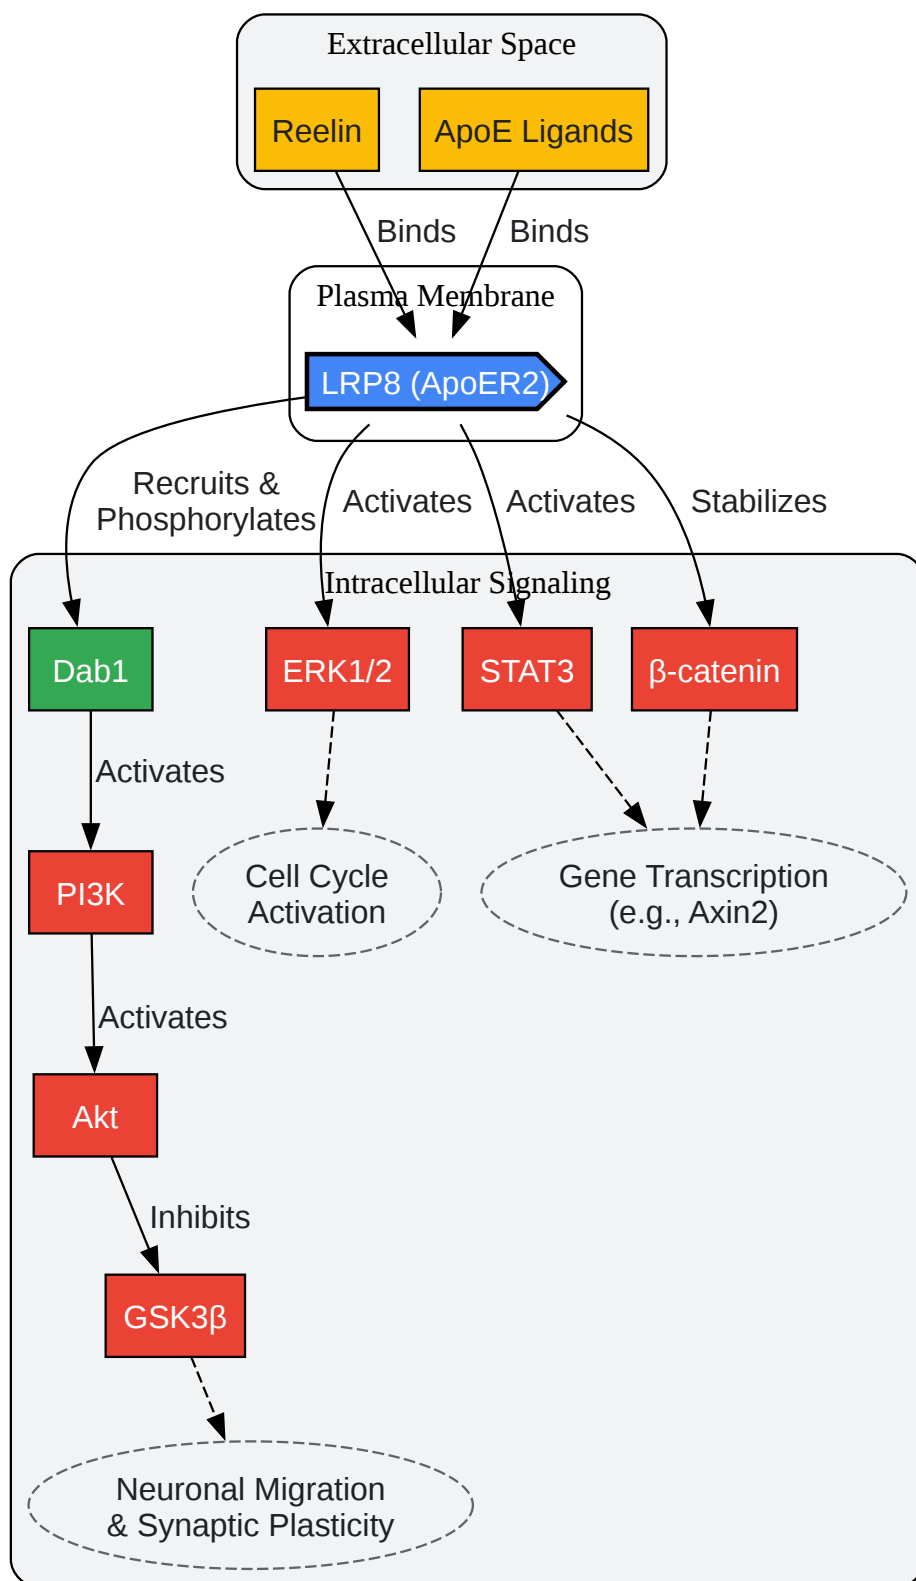 Extracellular Space
Reelin
ApoE Ligands
Binds
Binds
Plasma Membrane
LRP8 (ApoER2)
Recruits &
Phosphorylates
Activates
Activates
Stabilizes
Intracellular Signaling
Dab1
ERK1/2
STAT3
β-catenin
Activates
PI3K
Cell Cycle
Activation
Gene Transcription
(e.g., Axin2)
Activates
Akt
Inhibits
GSK3β
Neuronal Migration
& Synaptic Plasticity